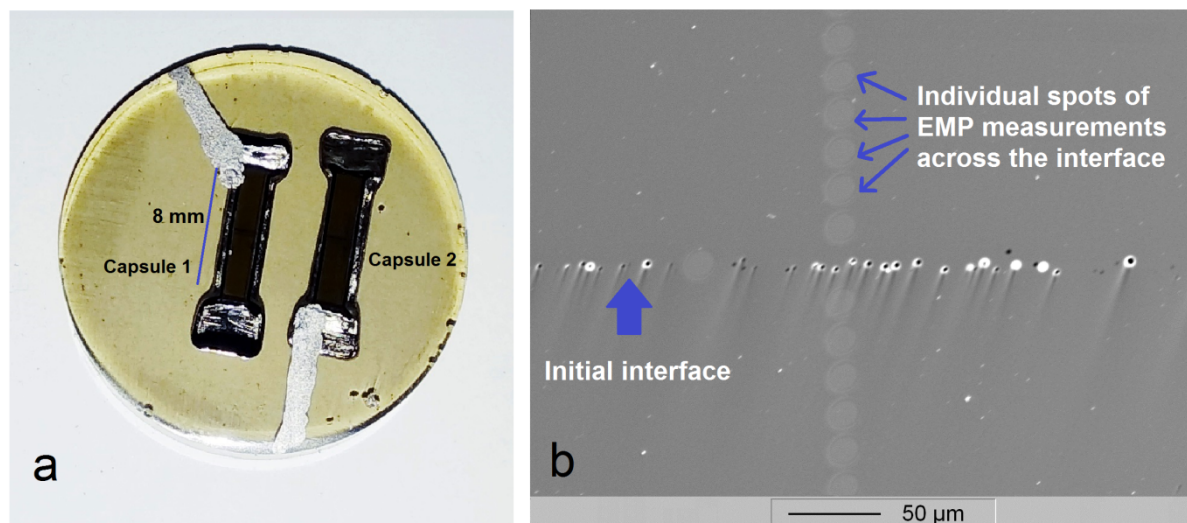 8 mm
Capsule 1
Capsule 2
a
Individual spots of
EMP measurements
across the interface
Initial interface
b
50 µm